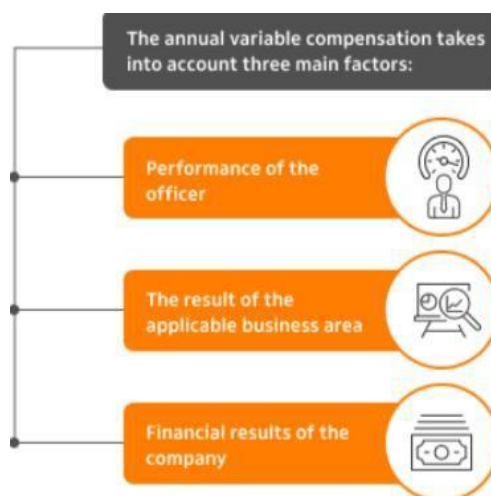 The annual variable compensation takes
into account three main factors:
Performance of the
officer
The result of the
applicable business area
Financial results of the
company